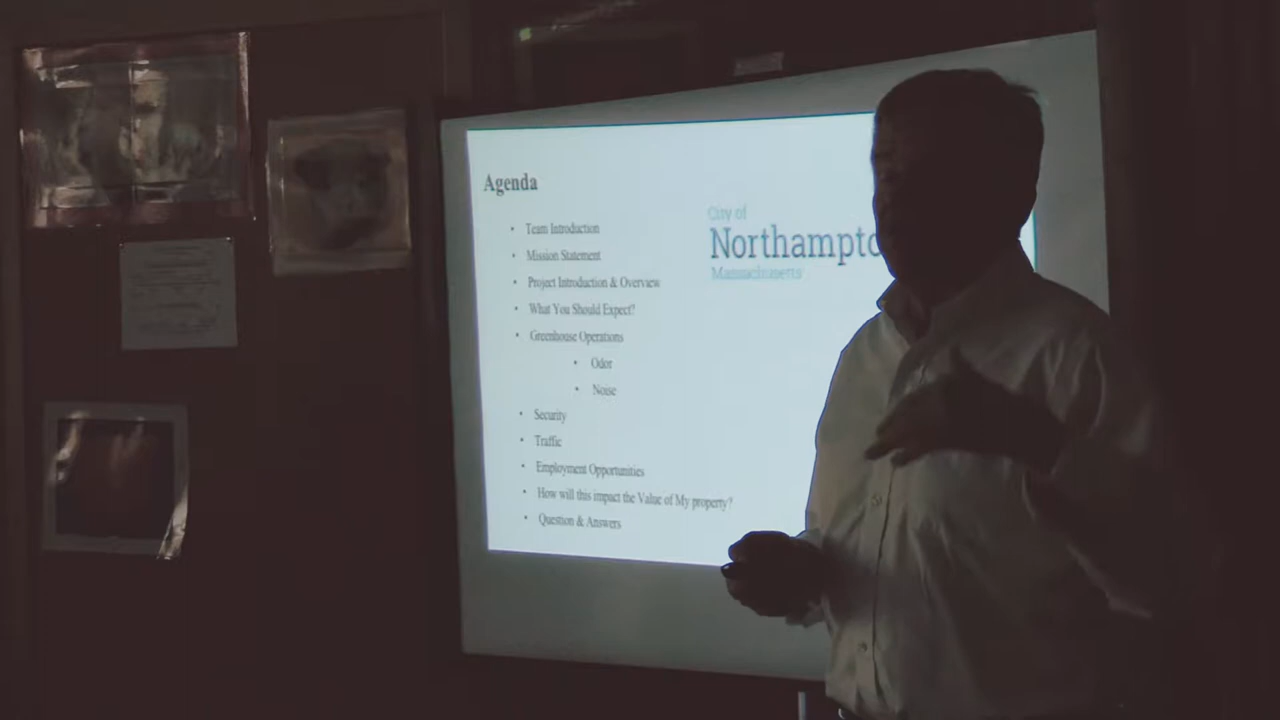 Agenda
• Team Introduction
• Mission Statement
• Project Introduction & Overview
• What You Should Expect?
• Greenhouse Operations
• Odor
• Noise
• Security
• Traffic
• Employment Opportunities
• How will this impact the Value of My property?
• Question & Answers
City of
Northampto
Massachusetts